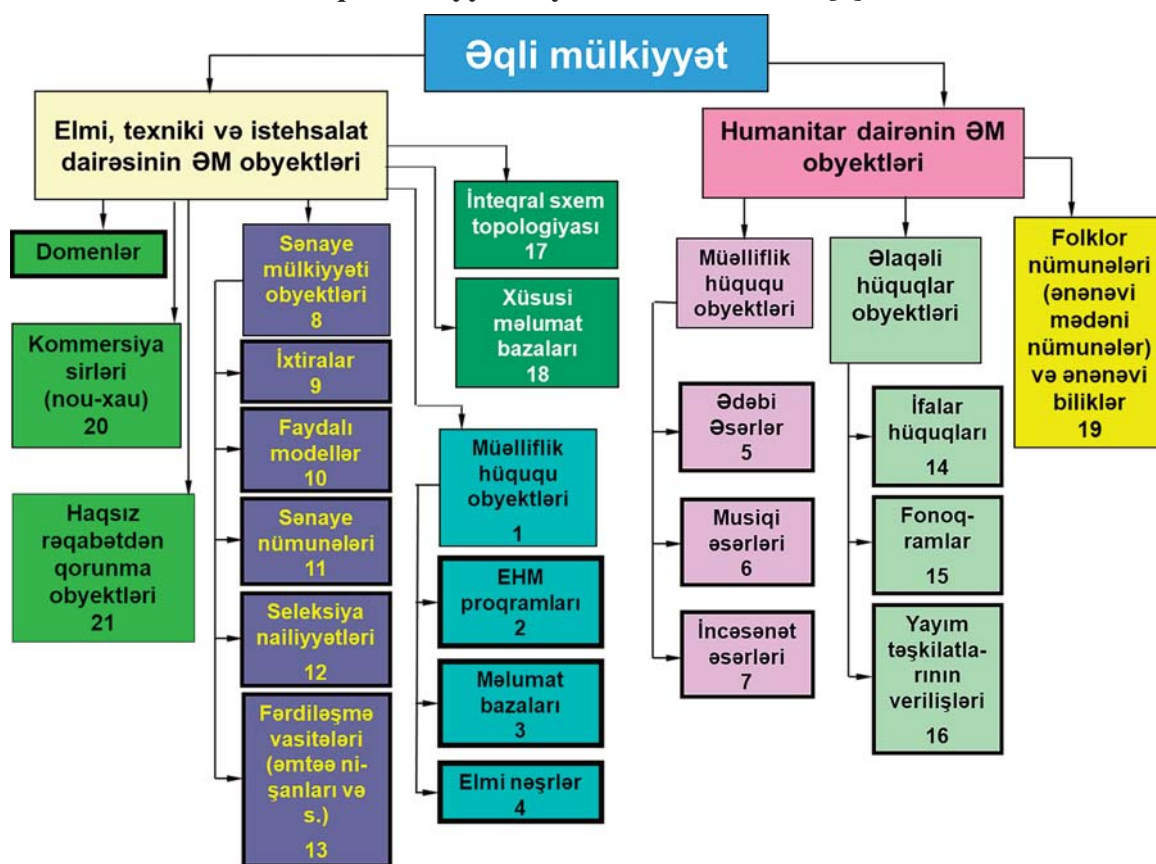 Əqli mülkiyyət
Elmi, texniki və istehsalat
dairəsinin ƏM obyektləri
Domenlər
Kommersiya
sirləri
(nou-xau)
20
Haqsız
rəqabətdən
qorunma
obyektləri
21
Sənaye
mülkiyyəti
obyektləri
8
İxtiralar
9
Faydalı
modellər
10
Sənaye
nümunələri
11
Seleksiya
nailiyyətləri
12
Fərdiləşmə
vasitələri
(əmtəə ni-
şanları və
s.)
13
İnteqral sxem
topologiyası
17
Xüsusi
məlumat
bazaları
18
Müəlliflik
hüququ
obyektləri
1
EHM
proqramları
2
Məlumat
bazaları
3
Elmi nəşrlər
4
Humanitar dairənin ƏM
obyektləri
Müəlliflik
hüququ
obyektləri
Ədəbi
Əsərlər
5
Musiqi
əsərləri
6
İncəsənət
əsərləri
7
Əlaqəli
hüquqlar
obyektləri
İfalar
hüquqları
14
Fonoq-
ramlar
15
Yayım
təşkilatla-
rının
verilişləri
16
Folklor
nümunələri
(ənənəvi
mədəni
nümunələr)
və ənənəvi
biliklər
19